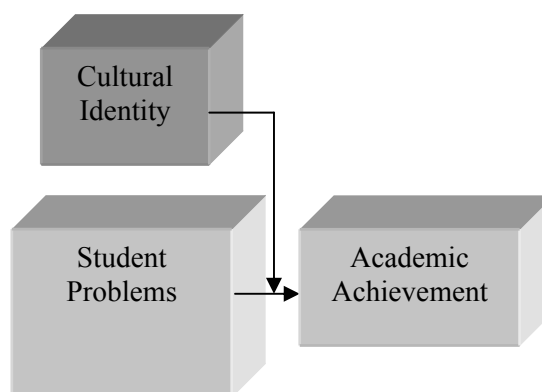 Cultural
Identity
Student
Problems
Academic
Achievement